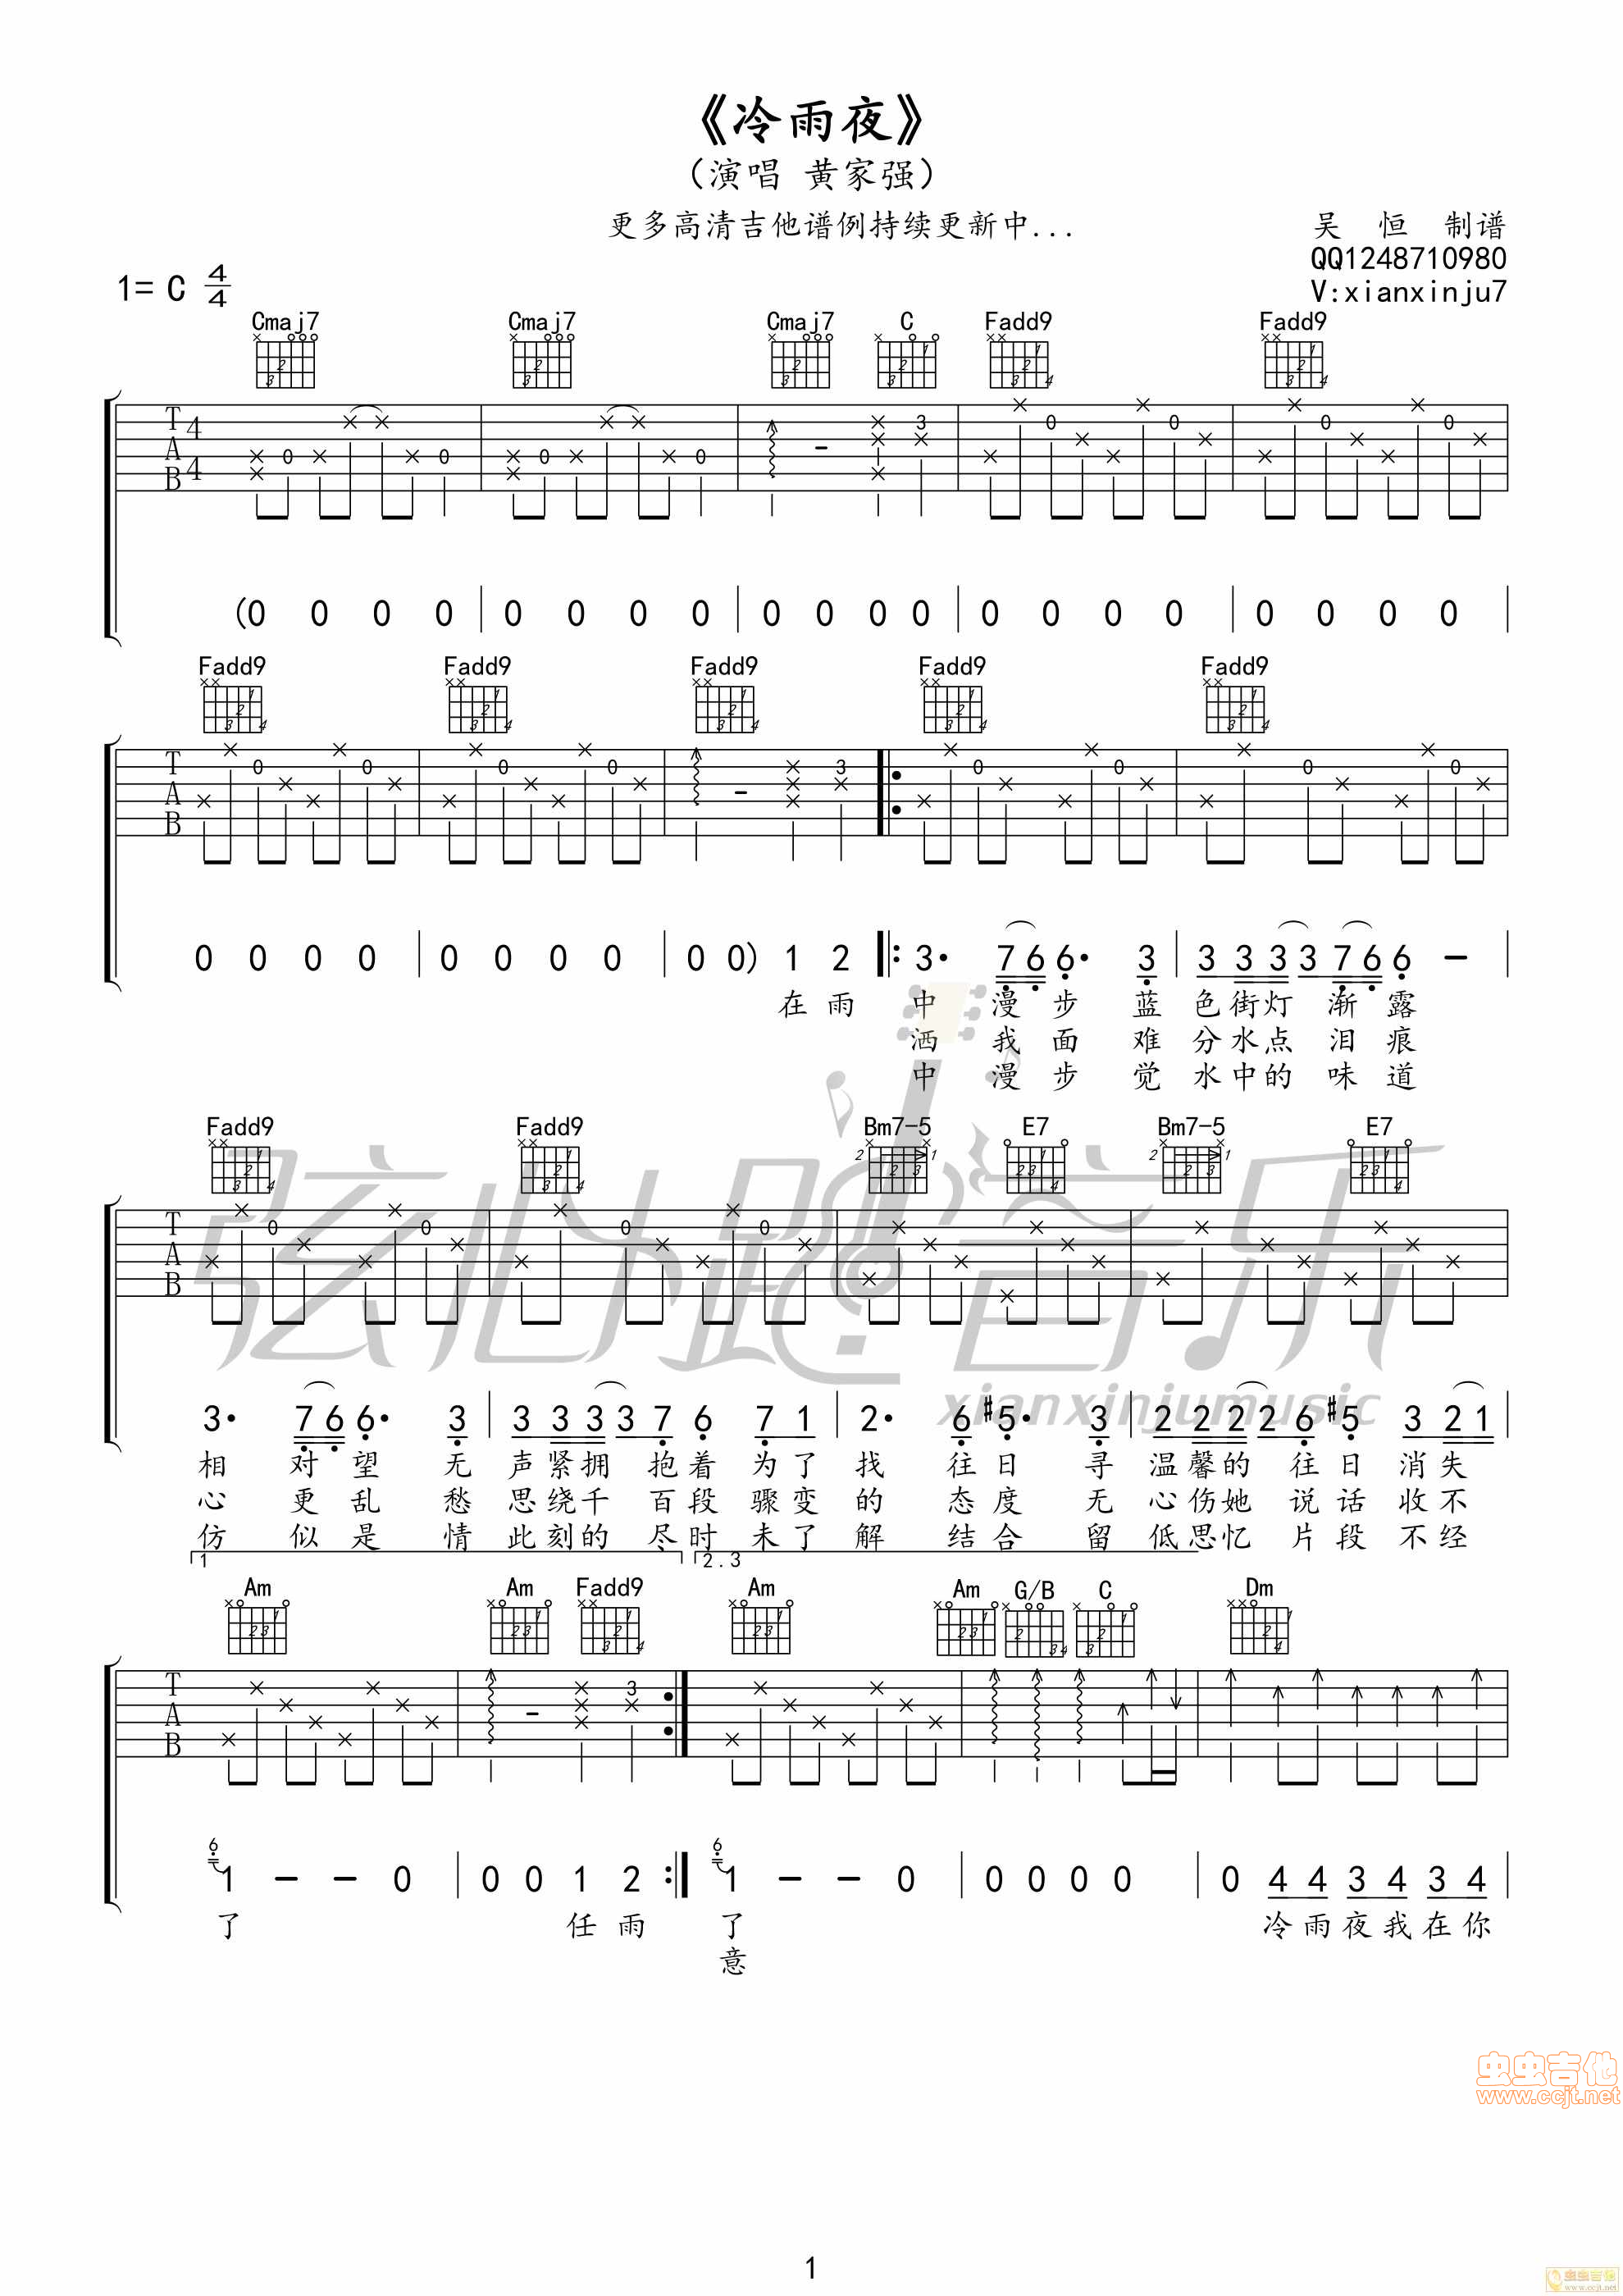 《冷雨夜》
(演唱 黄家强)
更多高清吉他谱例持续更新中...
吴 恒 制谱
QQ1248710980
V:xianxinju7
1= C 4/4
Cmaj7 Cmaj7 Cmaj7 C Fadd9 Fadd9
(0 0 0 0 | 0 0 0 0 | 0 0 0 0 | 0 0 0 0 | 0 0 0 0 |
Fadd9 Fadd9 Fadd9 Fadd9 Fadd9
0 0 0 0 | 0 0 0 0 | 0 0) 1 2 |: 3· 7 6 6· 3 | 3 3 3 3 7 6 6 - |
在 雨 中 漫 步 蓝 色 街 灯 渐 露
洒 我 面 难 分 水 点 泪 痕
中 漫 步 觉 水 中 的 味 道
Fadd9 Fadd9 Bm7-5 E7 Bm7-5 E7
弦心距音乐
xianxinjumusic
3· 7 6 6· 3 | 3 3 3 3 7 6 7 1 | 2· 6 #5· 3 | 2 2 2 2 6 #5 3 2 1 |
相 对 望 无 声 紧 拥 抱 着 为 了 找 往 日 寻 温 馨 的 往 日 消 失
心 更 乱 愁 思 绕 千 百 段 骤 变 的 态 度 无 心 伤 她 说 话 收 不
仿 似 是 情 此 刻 的 尽 时 未 了 解 结 合 留 低 思 忆 片 段 不 经
1 2.3
Am Am Fadd9 Am Am G/B C Dm
6 1 - - 0 | 0 0 1 2 :| 6 1 - - 0 | 0 0 0 0 | 0 4 4 3 4 3 4 |
了 任 雨 了 冷 雨 夜 我 在 你
意
虫虫吉他
www.ccjt.net
1
虫虫吉他
www.ccjt.net